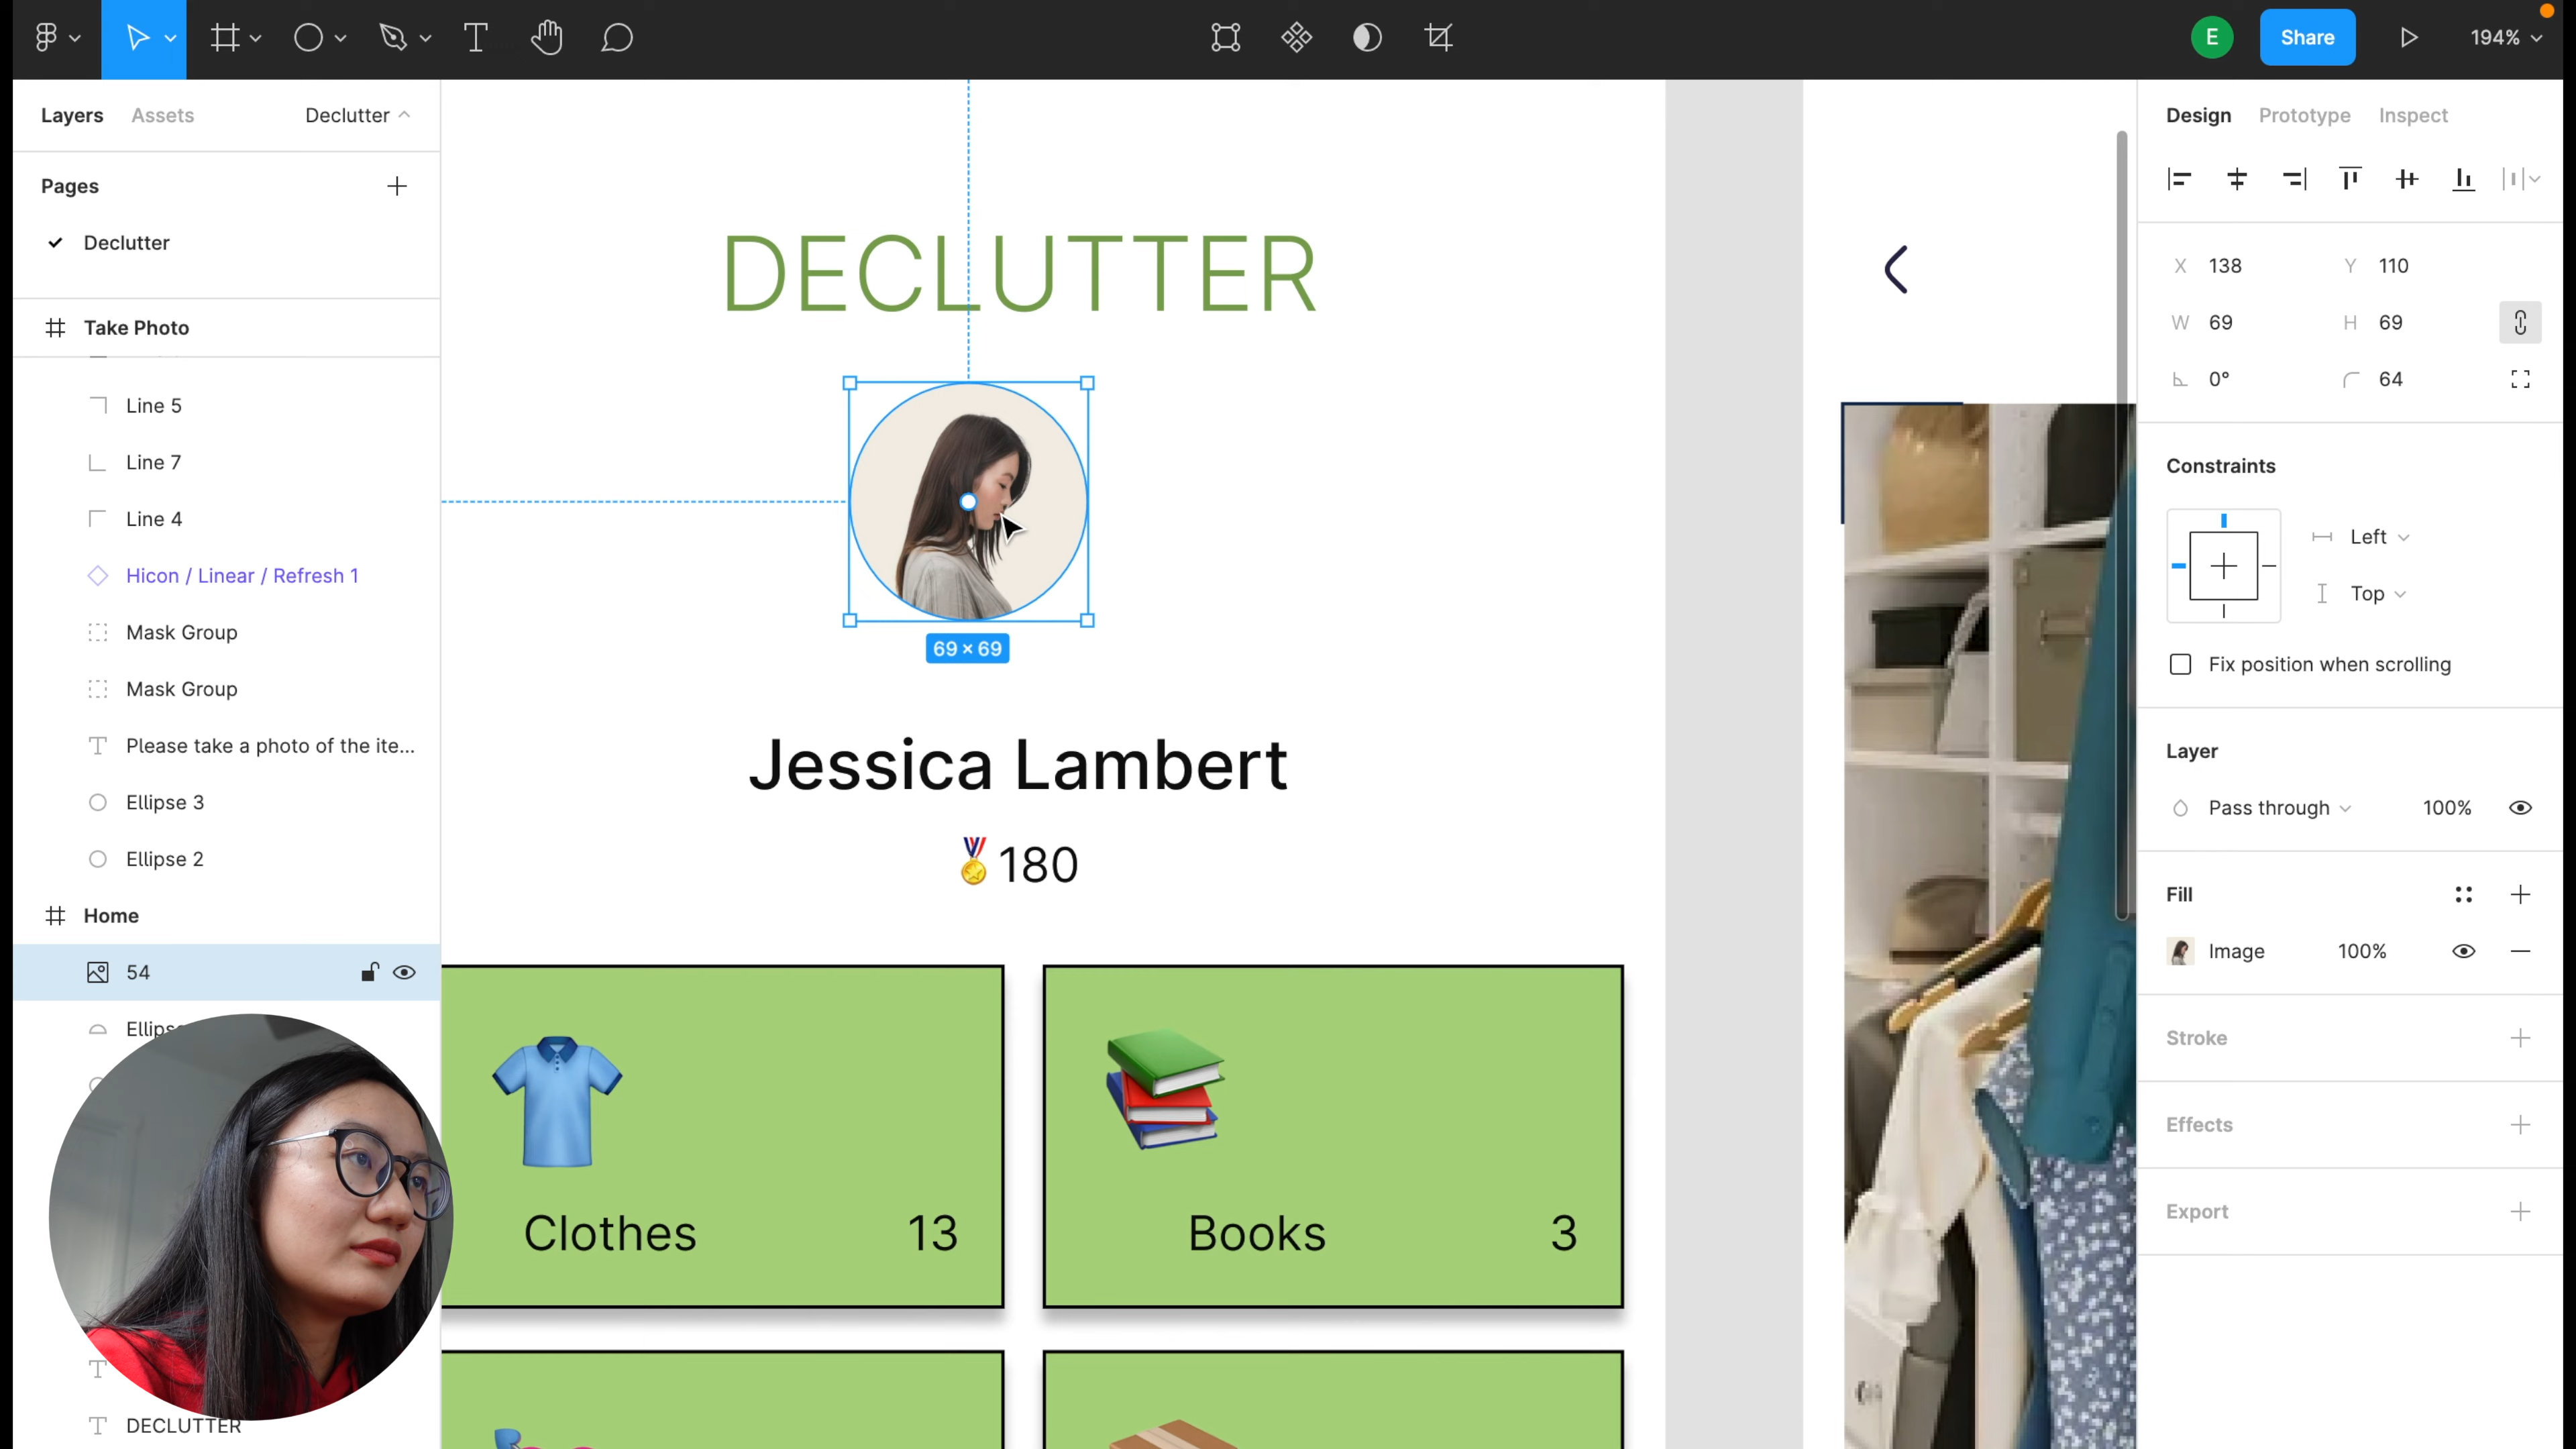 E
Share
194%
Layers
Assets
Declutter
Pages
Declutter
Take Photo
Line 5
Line 7
Line 4
Hicon / Linear / Refresh 1
Mask Group
Mask Group
Please take a photo of the ite...
Ellipse 3
Ellipse 2
Home
54
DECLUTTER
DECLUTTER
69 × 69
Jessica Lambert
180
Clothes
13
Books
3
Design
Prototype
Inspect
X 138
Y 110
W 69
H 69
0°
64
Constraints
Left
Top
Fix position when scrolling
Layer
Pass through
100%
Fill
Image
100%
Stroke
Effects
Export